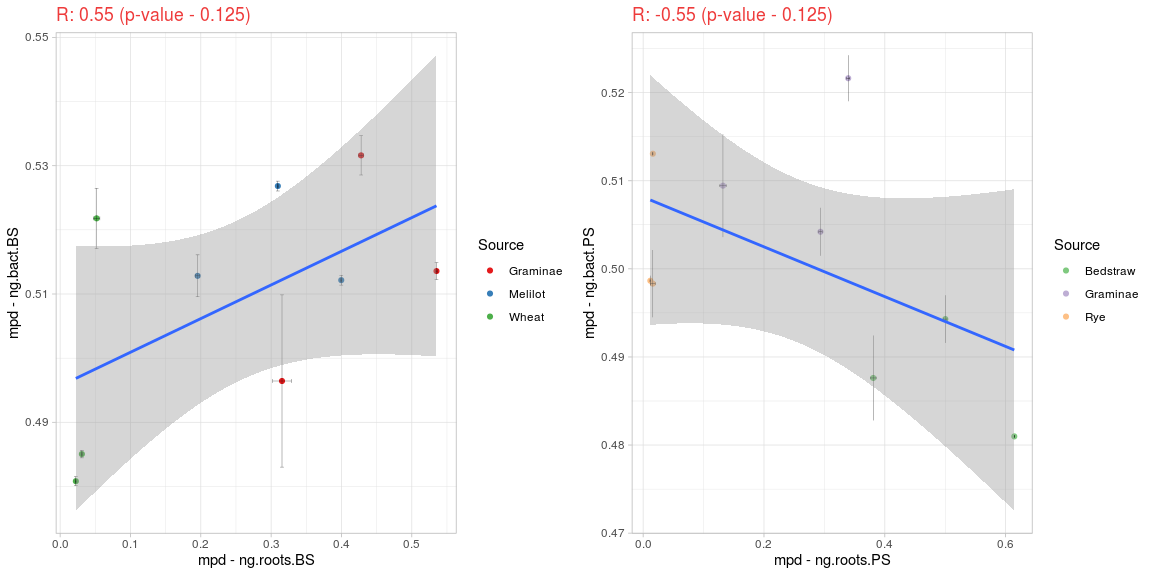 R: 0.55 (p-value - 0.125)
0.55
0.53
0.51
0.49
mpd - ng.bact.BS
0.0 0.1 0.2 0.3 0.4 0.5
mpd - ng.roots.BS
Source
Graminae
Melilot
Wheat
R: -0.55 (p-value - 0.125)
0.52
0.51
0.50
0.49
0.48
0.47
mpd - ng.bact.PS
0.0 0.2 0.4 0.6
mpd - ng.roots.PS
Source
Bedstraw
Graminae
Rye